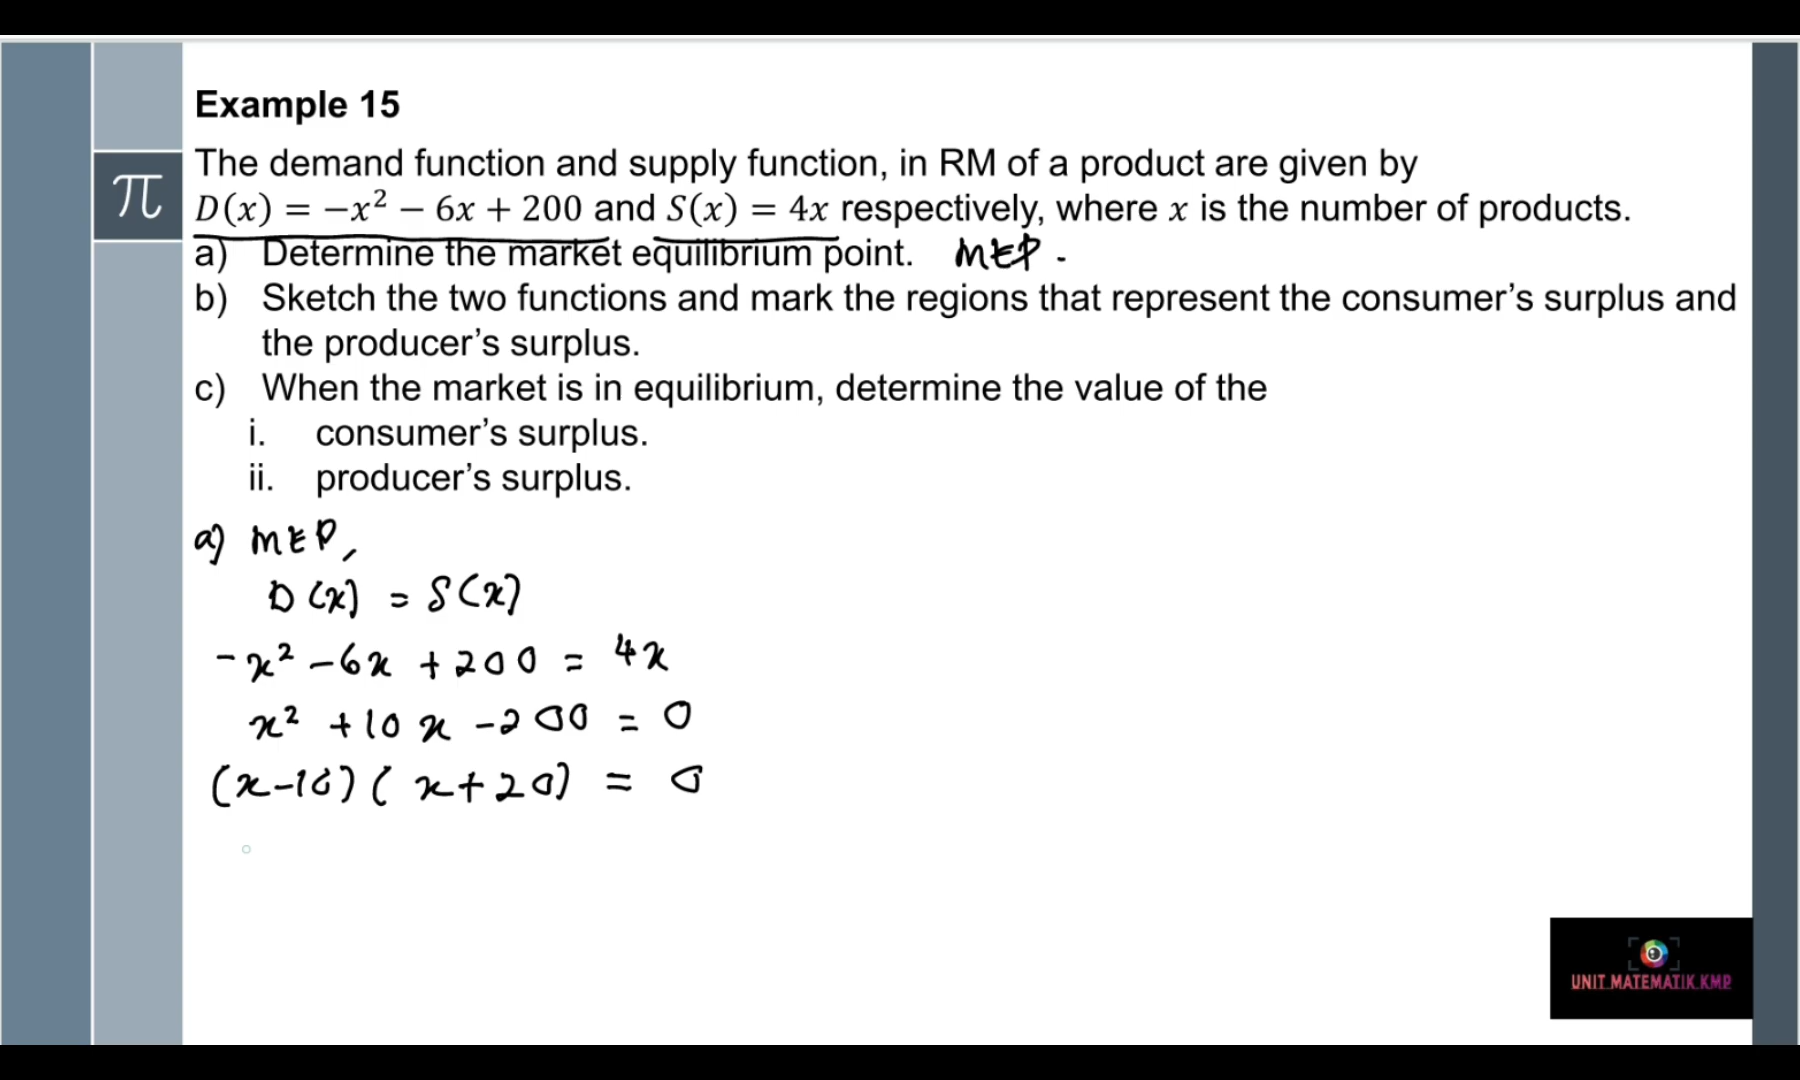 Example 15
The demand function and supply function, in RM of a product are given by
π
D(x) = −x² − 6x + 200 and S(x) = 4x respectively, where x is the number of products.
a) Determine the market equilibrium point. MEP.
b) Sketch the two functions and mark the regions that represent the consumer's surplus and
the producer's surplus.
c) When the market is in equilibrium, determine the value of the
i. consumer's surplus.
ii. producer's surplus.
a) MEP,
D(x) = S(x)
-x² - 6x + 200 = 4x
x² + 10x - 200 = 0
(x-10)(x+20) = 0
UNIT MATEMATIK KMP